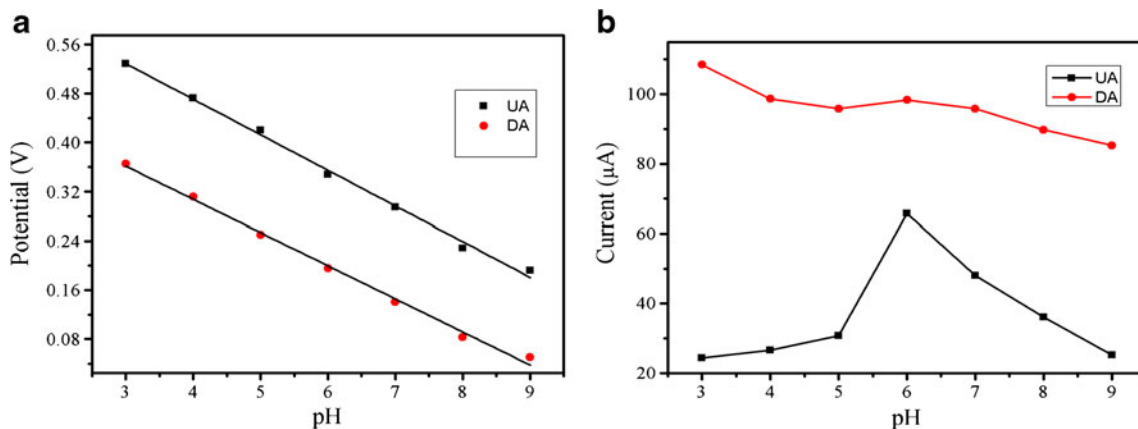 a
0.56
0.48
0.40
0.32
0.24
0.16
0.08
Potential (V)
UA
DA
3 4 5 6 7 8 9
pH
b
100
80
60
40
20
Current (μA)
UA
DA
3 4 5 6 7 8 9
pH